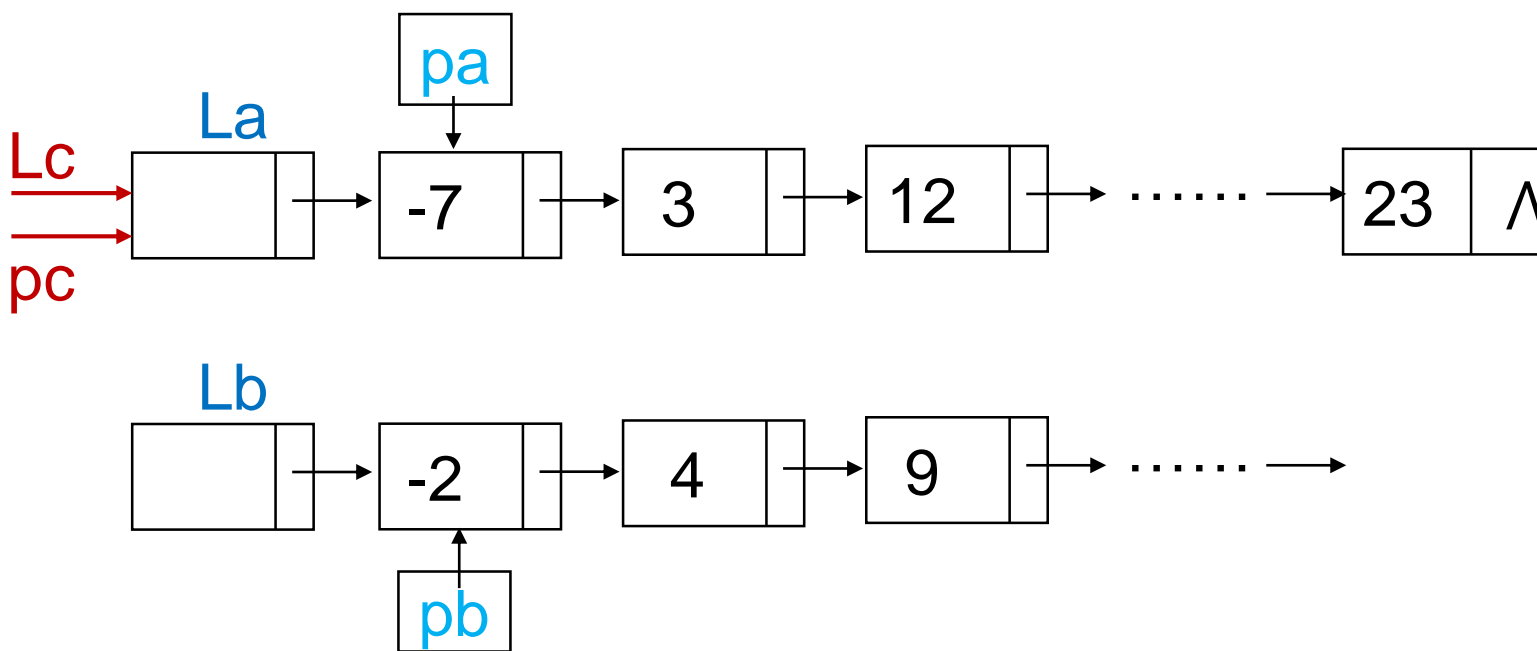 pa
La
Lc
-7 3 12 ...... 23 Λ
pc
Lb
-2 4 9 ......
pb